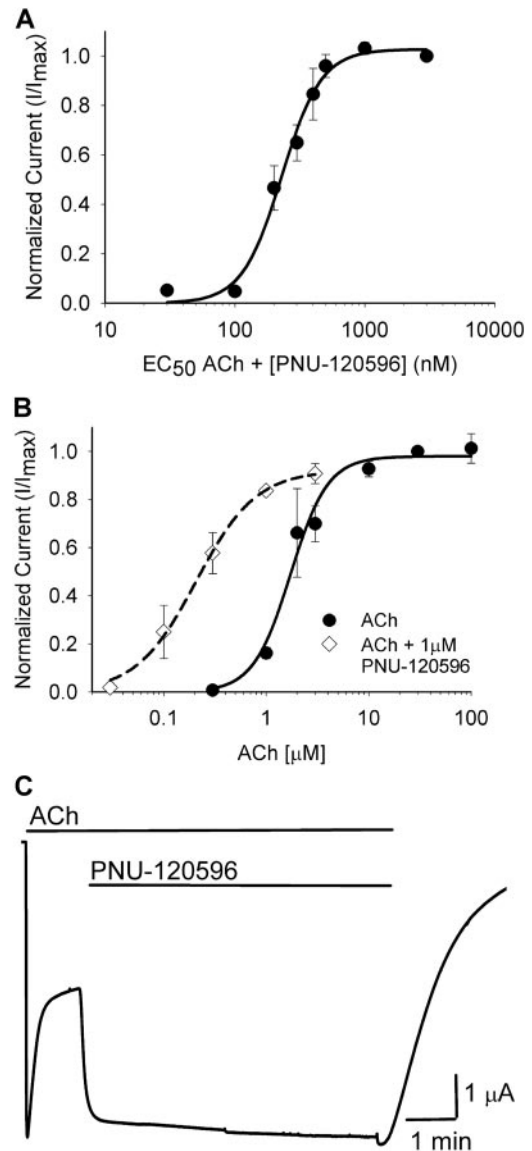 A
Normalized Current (I/Imax)
1.0
0.8
0.6
0.4
0.2
0.0
10
100
1000
10000
EC50 ACh + [PNU-120596] (nM)
B
Normalized Current (I/Imax)
1.0
0.8
0.6
0.4
0.2
0.0
ACh
ACh + 1μM
PNU-120596
0.1
1
10
100
ACh [μM]
C
ACh
PNU-120596
1 μA
1 min